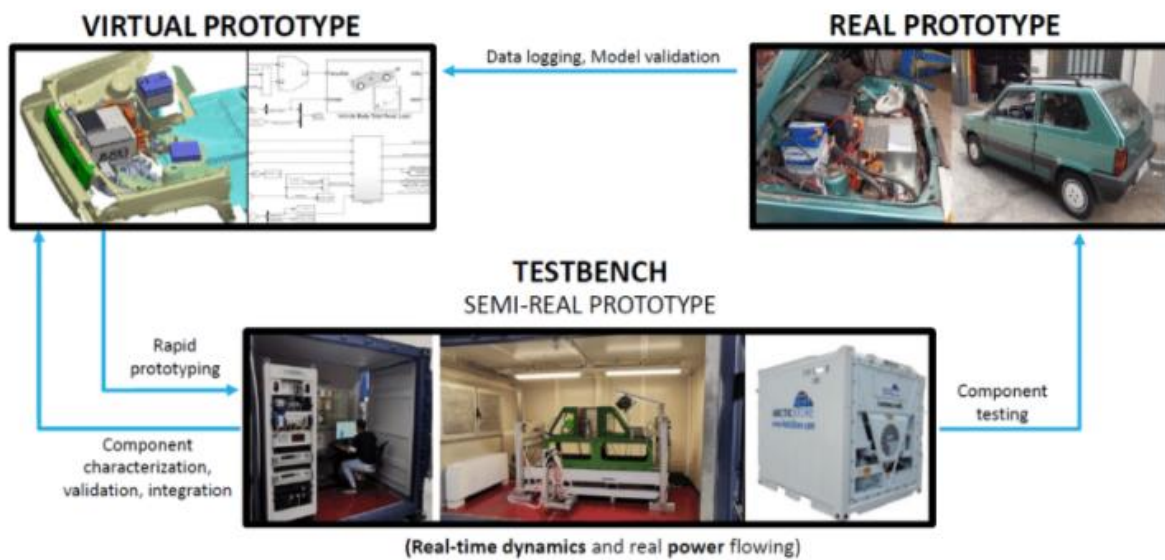 VIRTUAL PROTOTYPE
REAL PROTOTYPE
Data logging, Model validation
TESTBENCH
SEMI-REAL PROTOTYPE
Rapid
prototyping
Component
testing
Component
characterization,
validation, integration
(Real-time dynamics and real power flowing)